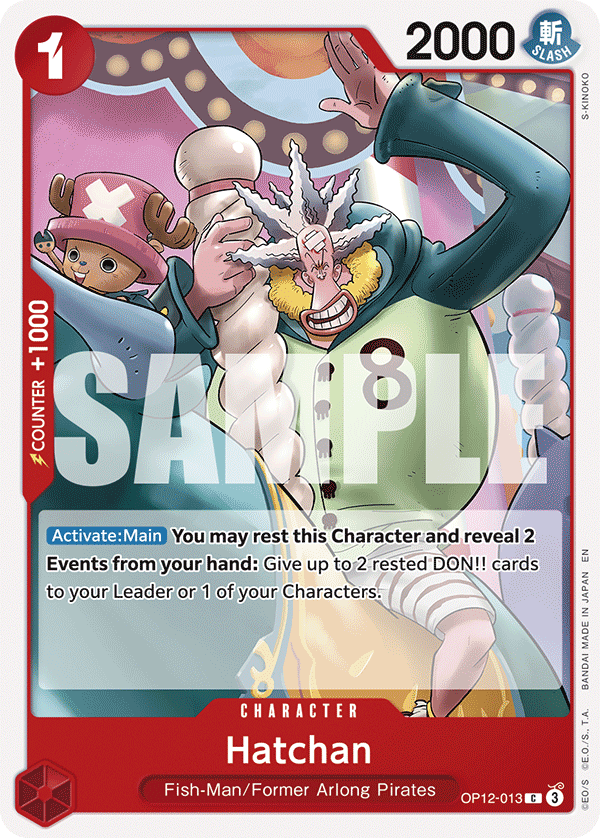 1
2000
斬
SLASH
S-KINOKO
COUNTER +1000
8
SAMPLE
Activate:Main You may rest this Character and reveal 2
Events from your hand: Give up to 2 rested DON!! cards
to your Leader or 1 of your Characters.
CHARACTER
Hatchan
Fish-Man/Former Arlong Pirates
OP12-013 C 3
©EO/S ©E.O./S., T.A. BANDAI MADE IN JAPAN EN